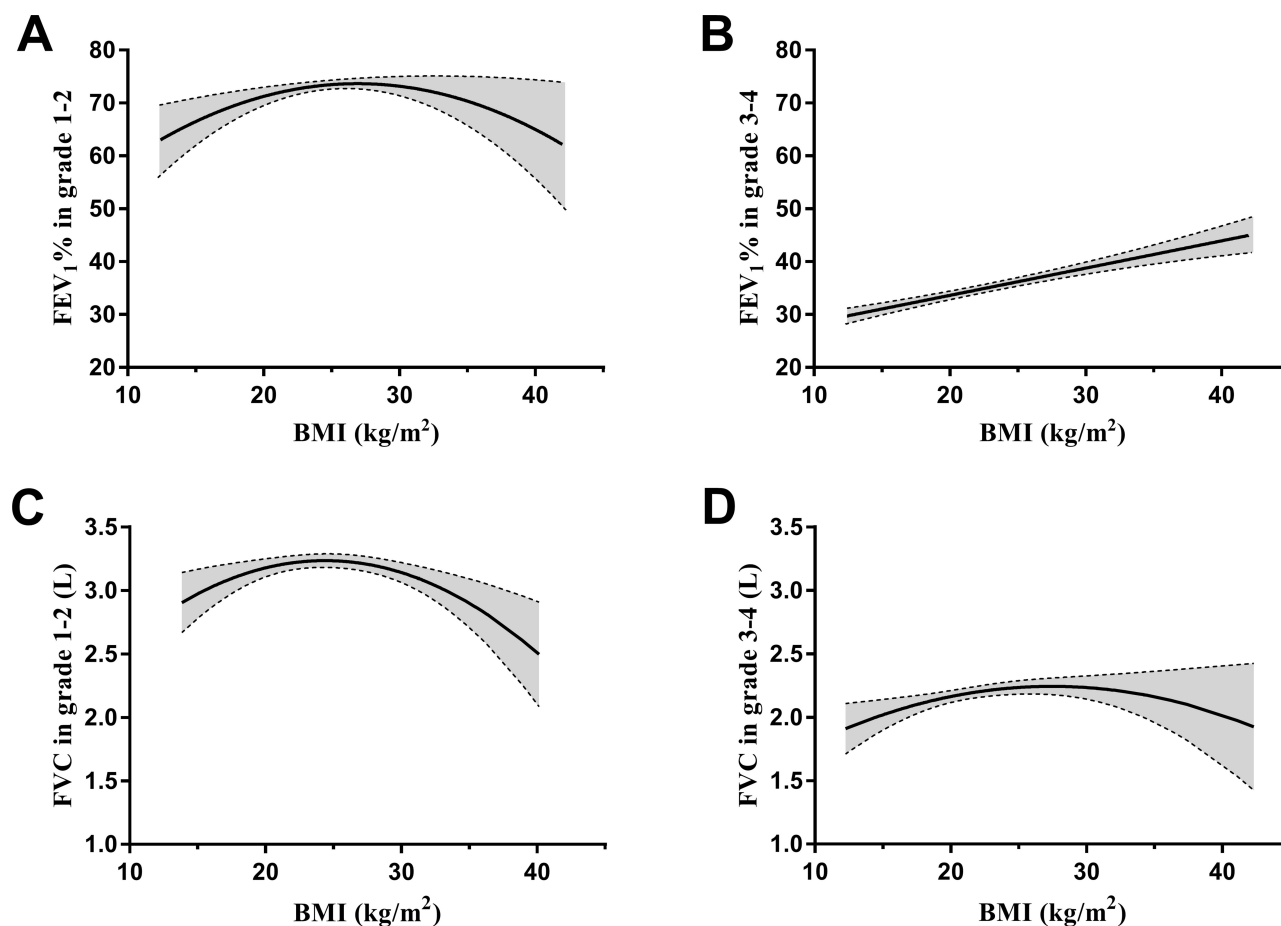 A
FEV₁% in grade 1-2
80
70
60
50
40
30
20
10 20 30 40
BMI (kg/m²)
B
FEV₁% in grade 3-4
80
70
60
50
40
30
20
10 20 30 40
BMI (kg/m²)
C
FVC in grade 1-2 (L)
3.5
3.0
2.5
2.0
1.5
1.0
10 20 30 40
BMI (kg/m²)
D
FVC in grade 3-4 (L)
3.5
3.0
2.5
2.0
1.5
1.0
10 20 30 40
BMI (kg/m²)